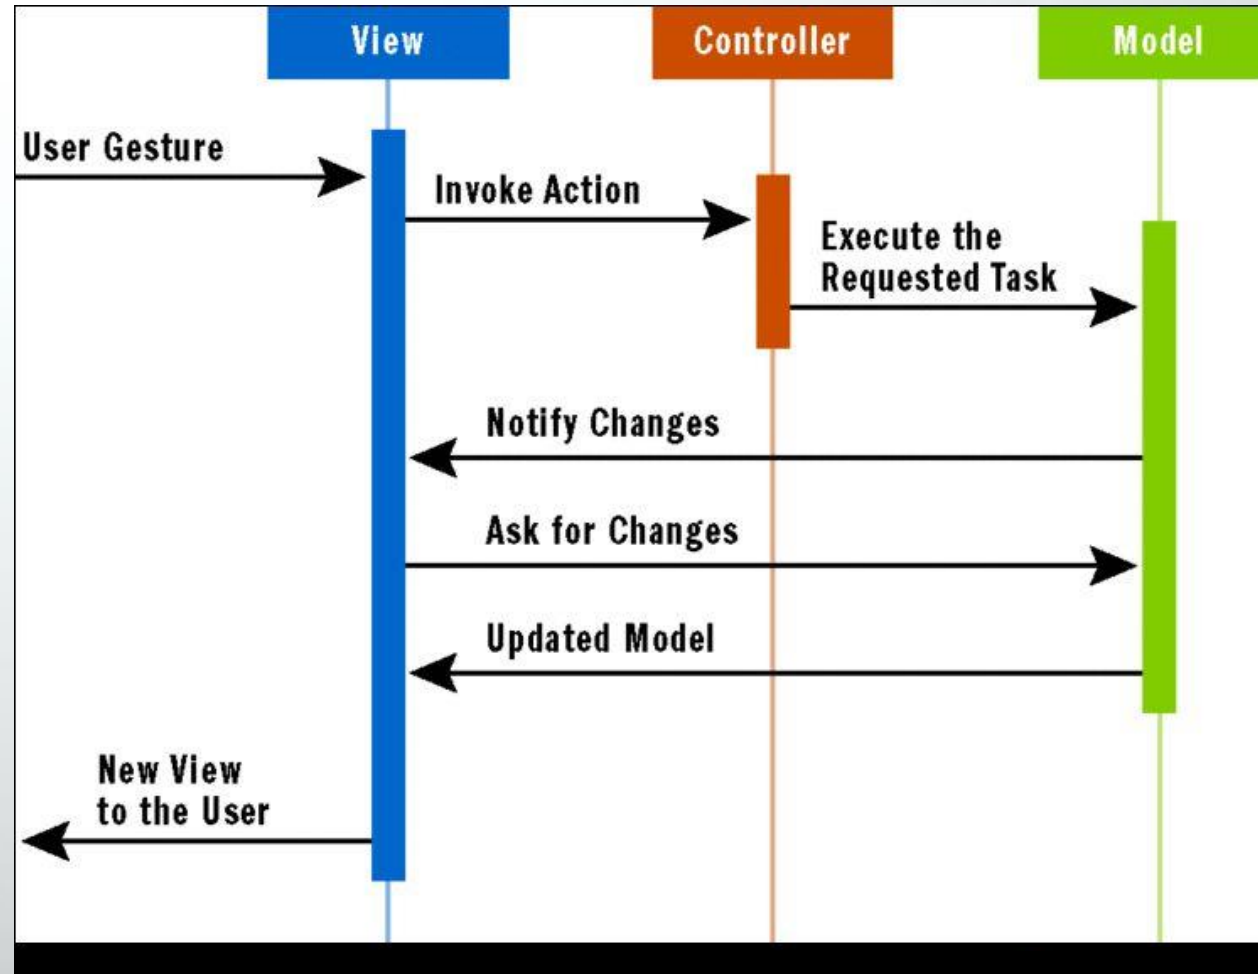 View
Controller
Model
User Gesture
Invoke Action
Execute the
Requested Task
Notify Changes
Ask for Changes
Updated Model
New View
to the User